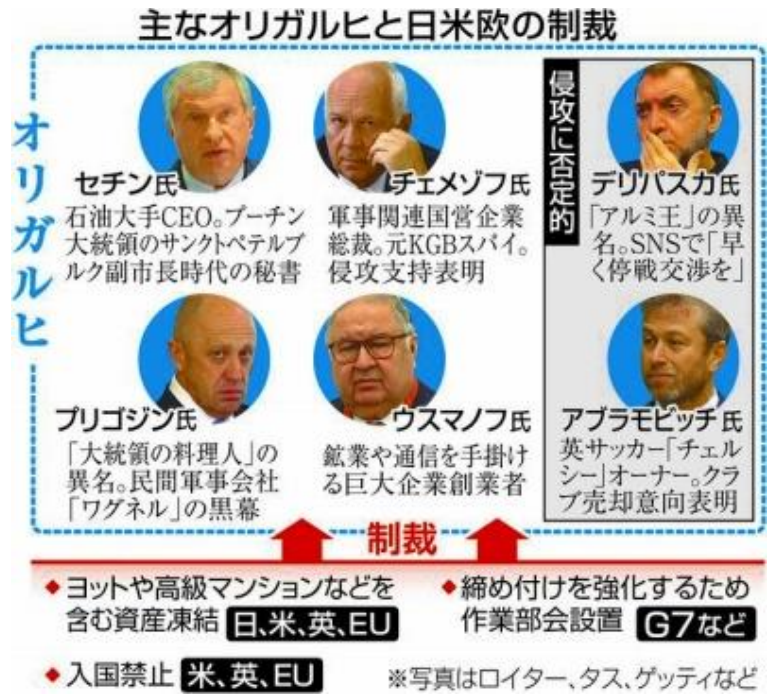 主なオリガルヒと日米欧の制裁
オリガルヒ
セチン氏
石油大手CEO。プーチン
大統領のサンクトペテルブ
ルク副市長時代の秘書
チェメゾフ氏
軍事関連国営企業
総裁。元KGBスパイ。
侵攻支持表明
侵攻に否定的
デリパスカ氏
「アルミ王」の異
名。SNSで「早
く停戦交渉を」
プリゴジン氏
「大統領の料理人」の
異名。民間軍事会社
「ワグネル」の黒幕
ウスマノフ氏
鉱業や通信を手掛け
る巨大企業創業者
アブラモビッチ氏
英サッカー「チェル
シー」オーナー。クラ
ブ売却意向表明
制裁
◆ヨットや高級マンションなどを
含む資産凍結 日、米、英、EU
◆締め付けを強化するため
作業部会設置 G7など
◆入国禁止 米、英、EU
※写真はロイター、タス、ゲッティなど